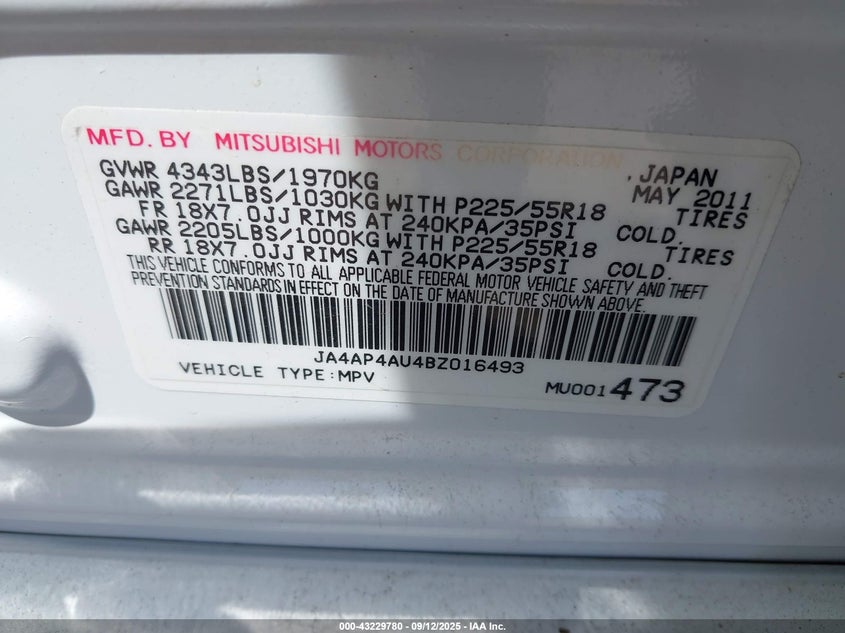 MFD. BY MITSUBISHI MOTORS CORPORATION
GVWR 4343LBS/1970KG , JAPAN
GAWR 2271LBS/1030KG WITH P225/55R18 MAY 2011
FR 18X7.0JJ RIMS AT 240KPA/35PSI TIRES
GAWR 2205LBS/1000KG WITH P225/55R18 COLD.
RR 18X7.0JJ RIMS AT 240KPA/35PSI TIRES
COLD.
THIS VEHICLE CONFORMS TO ALL APPLICABLE FEDERAL MOTOR VEHICLE SAFETY AND THEFT
PREVENTION STANDARDS IN EFFECT ON THE DATE OF MANUFACTURE SHOWN ABOVE.
JA4AP4AU4BZ016493
VEHICLE TYPE:MPV MU001473
000-43229780 - 09/12/2025 - IAA Inc.